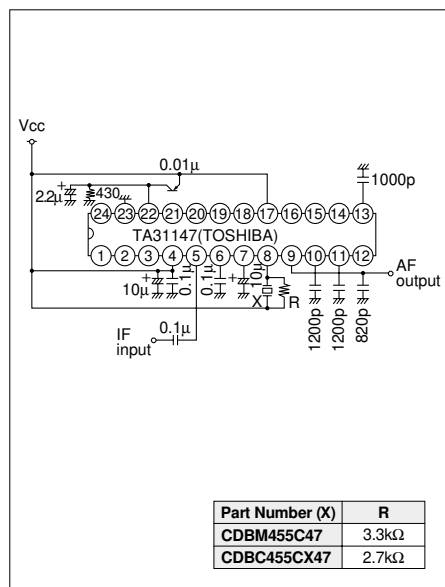 Vcc
0.01μ
1000p
2.2μ
+
430
24 23 22 21 20 19 18 17 16 15 14 13
TA31147(TOSHIBA)
1 2 3 4 5 6 7 8 9 10 11 12
AF
output
+
10μ
0.1μ
0.1μ
+
10μ
X
R
1200p
1200p
820p
IF
input
0.1μ
Part Number (X) R
CDBM455C47 3.3kΩ
CDBC455CX47 2.7kΩ